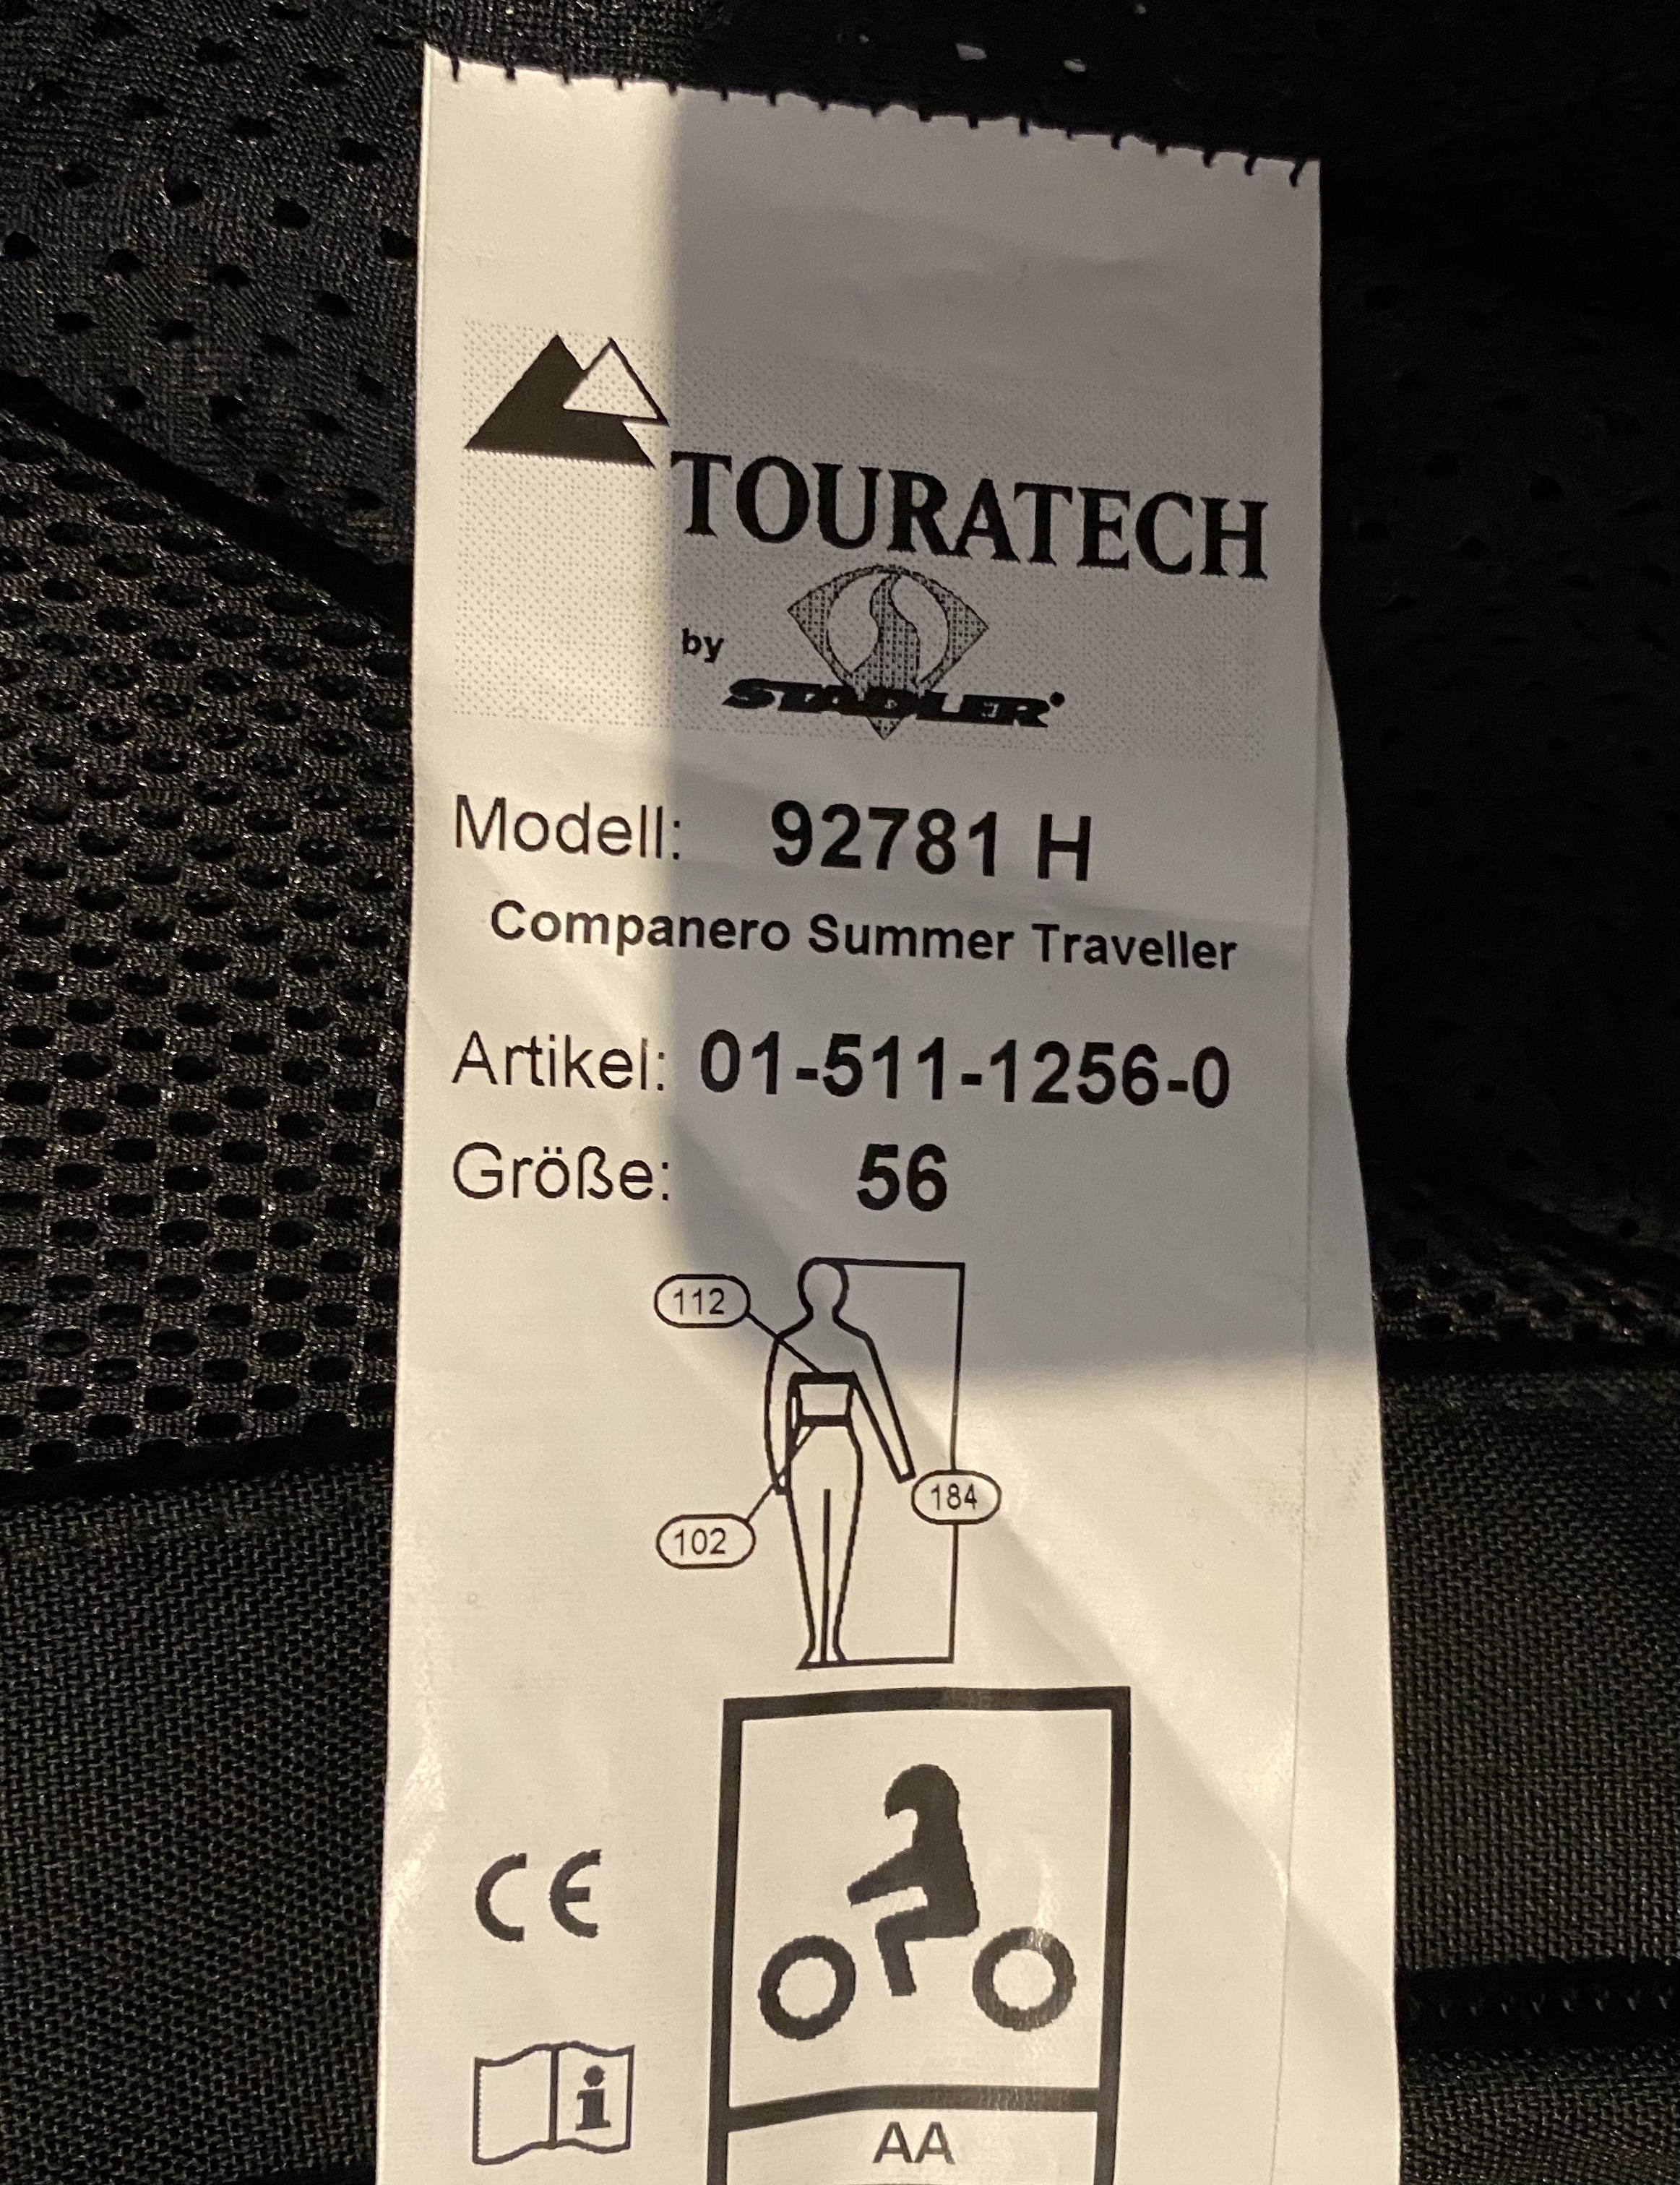 TOURATECH
by
STADLER
Modell: 92781 H
Companero Summer Traveller
Artikel: 01-511-1256-0
Größe: 56
112
184
102
CE
i
AA